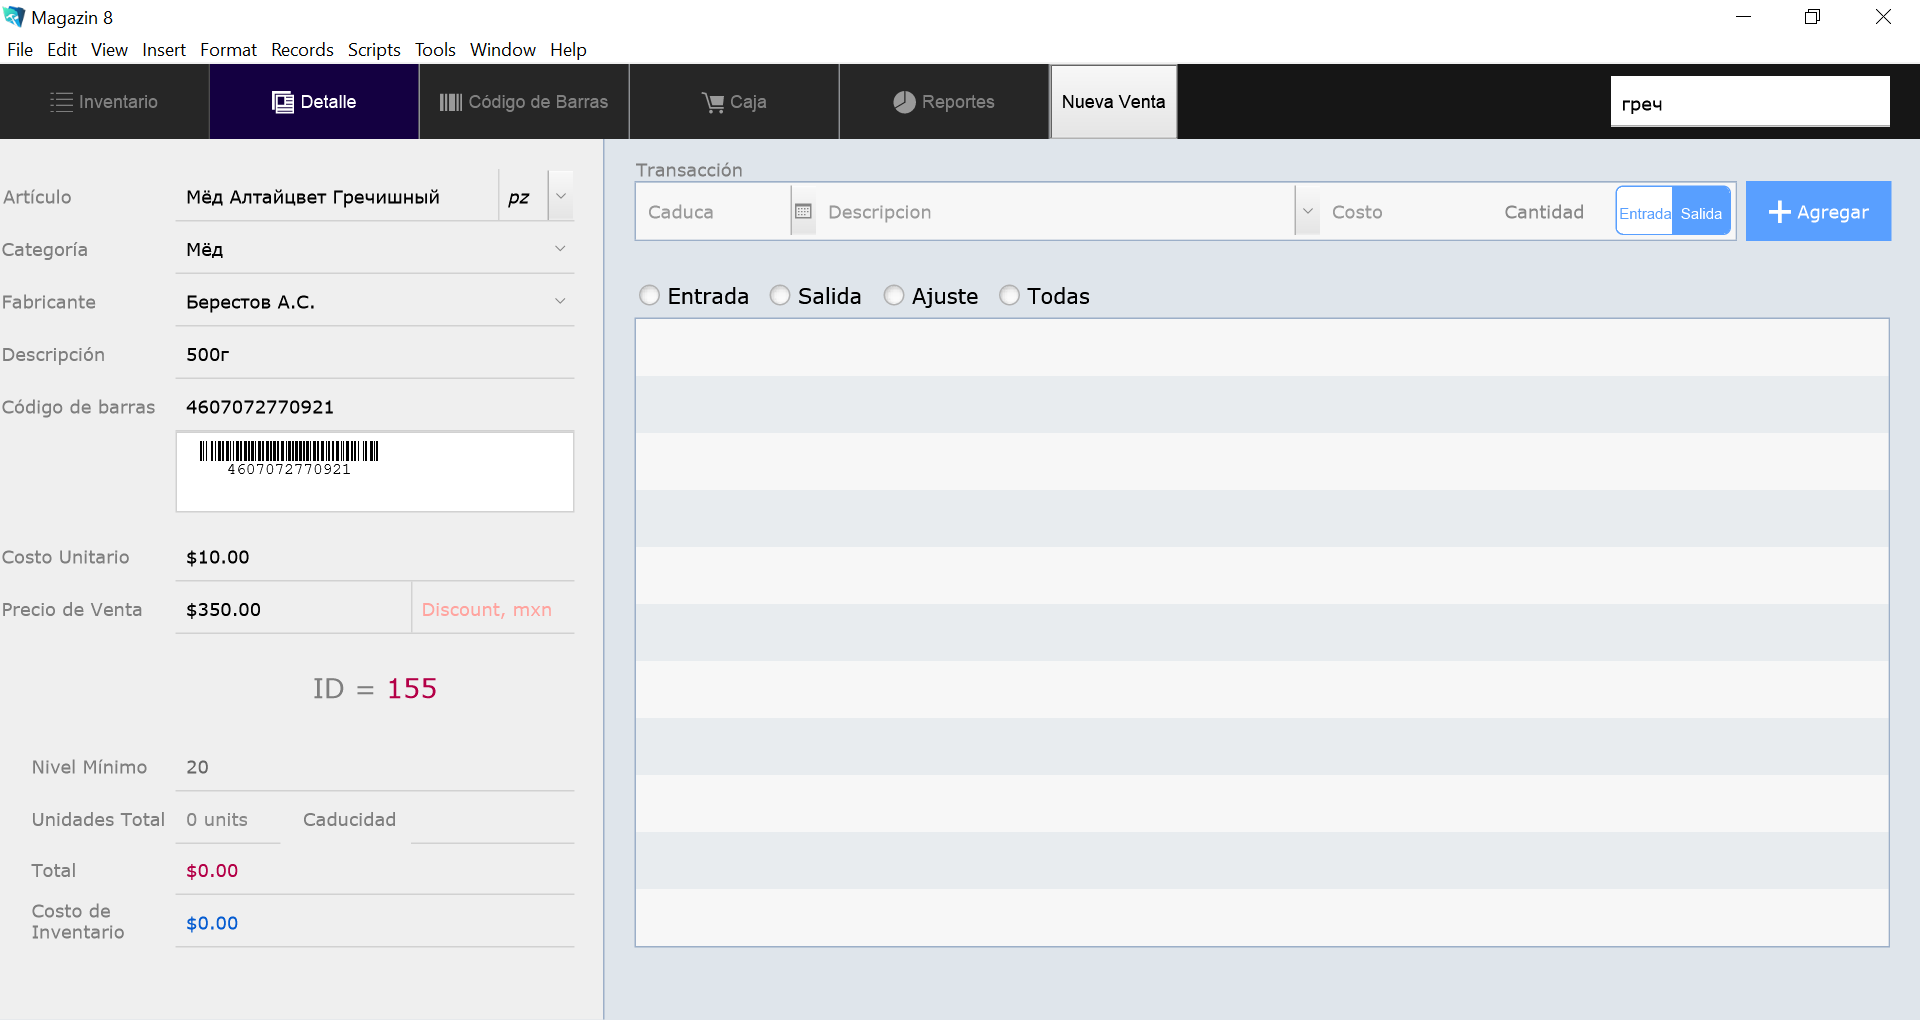 Magazin 8
File Edit View Insert Format Records Scripts Tools Window Help
Inventario Detalle Código de Barras Caja Reportes Nueva Venta греч
Transacción
Artículo Мёд Алтайцвет Гречишный pz
Caduca Descripcion Costo Cantidad Entrada Salida Agregar
Categoría Мёд
Fabricante Берестов А.С.
Entrada Salida Ajuste Todas
Descripción 500г
Código de barras 4607072770921
4607072770921
Costo Unitario $10.00
Precio de Venta $350.00 Discount, mxn
ID = 155
Nivel Mínimo 20
Unidades Total 0 units Caducidad
Total $0.00
Costo de
Inventario $0.00